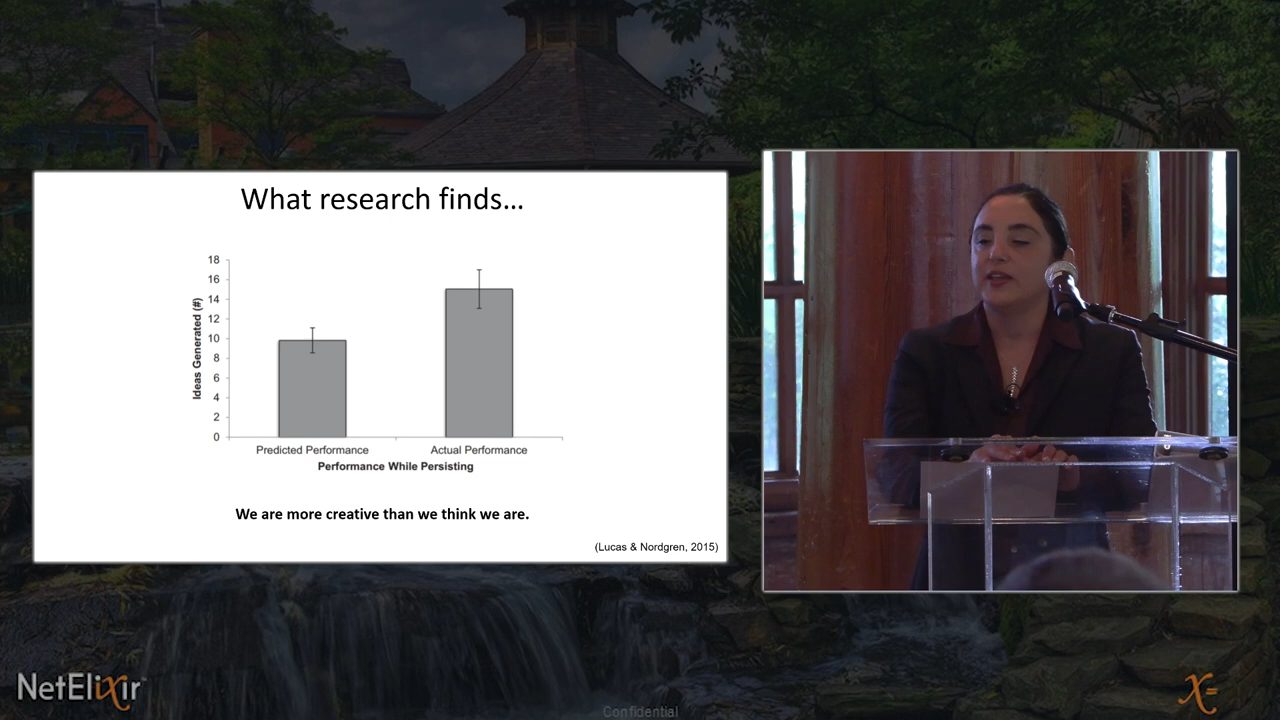 What research finds...
18
16
14
12
10
8
6
4
2
0
Ideas Generated (#)
Predicted Performance
Actual Performance
Performance While Persisting
We are more creative than we think we are.
(Lucas & Nordgren, 2015)
NetElixir
Confidential
X=